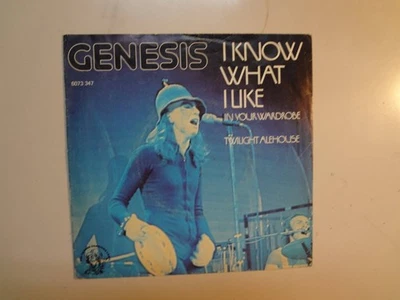 GENESIS
6073 347
I KNOW
WHAT
I LIKE
IN YOUR WARDROBE
TWILIGHT ALEHOUSE